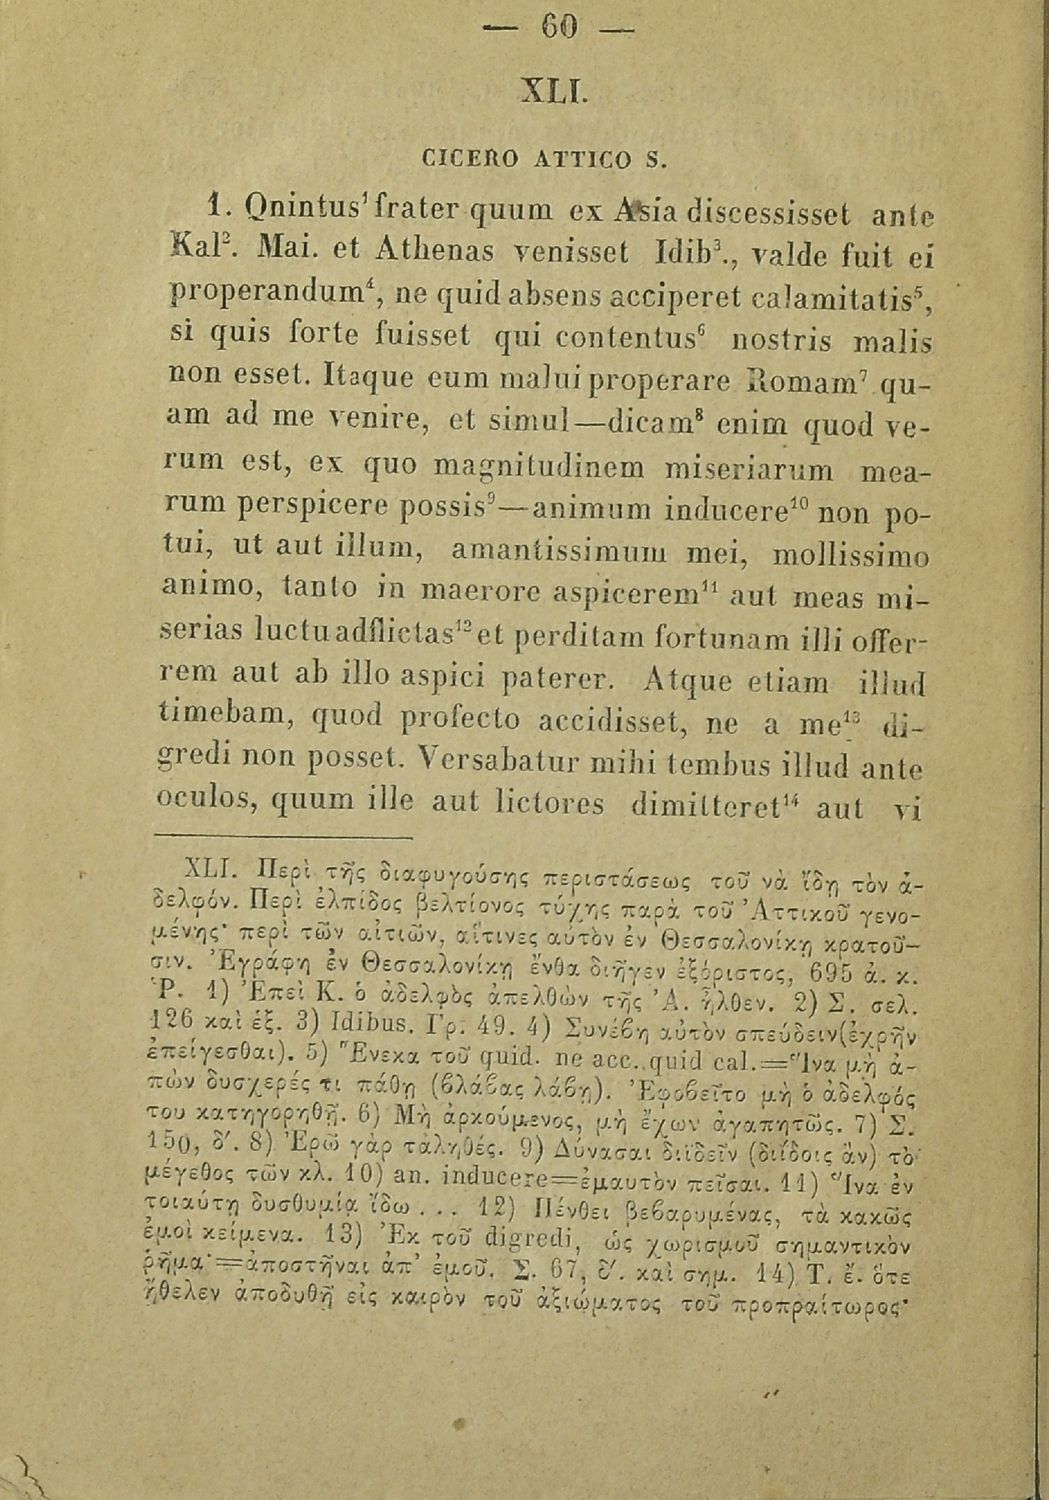 — 60 —
XLI.
CICERO ATTICO S.
1. Qnintus¹ frater quum ex Asia discessisset ante
Kal². Mai. et Athenas venisset Idib³., valde fuit ei
properandum⁴, ne quid absens acciperet calamitatis⁵,
si quis forte fuisset qui contentus⁶ nostris malis
non esset. Itaque eum malui properare Romam⁷ qu-
am ad me venire, et simul—dicam⁸ enim quod ve-
rum est, ex quo magnitudinem miseriarum mea-
rum perspicere possis⁹—animum inducere¹⁰ non po-
tui, ut aut illum, amantissimum mei, mollissimo
animo, tanto in maerore aspicerem¹¹ aut meas mi-
serias luctu adflictas¹² et perditam fortunam illi offer-
rem aut ab illo aspici paterer. Atque etiam illud
timebam, quod profecto accidisset, ne a me¹³ di-
gredi non posset. Versabatur mihi tembus illud ante
oculos, quum ille aut lictores dimitteret¹⁴ aut vi
XLI. Περὶ τῆς διαφυγούσης περιστάσεως τοῦ νὰ ἴδῃ τὸν ἀ-
δελφόν. Περὶ ἐλπίδος βελτίονος τύχης παρὰ τοῦ Ἀττικοῦ γενο-
μένης· περὶ τῶν αἰτιῶν, αἵτινες αὐτὸν ἐν Θεσσαλονίκῃ κρατοῦ-
σιν. Ἐγράφη ἐν Θεσσαλονίκῃ ἔνθα διῆγεν ἐξόριστος, 695 ἀ. κ.
Ῥ. 1) Ἐπεὶ Κ. ὁ ἀδελφὸς ἀπελθὼν τῆς Ἀ. ἦλθεν. 2) Σ. σελ.
126 καὶ ἑξ. 3) Idibus. Γρ. 49. 4) Συνέβη αὐτὸν σπεύδειν(ἐχρῆν
ἐπείγεσθαι). 5) Ἕνεκα τοῦ quid. ne acc. quid cal.=Ἵνα μὴ ἀ-
πὼν δυσχερές τι πάθῃ (βλάβας λάβῃ). Ἐφοβεῖτο μὴ ὁ ἀδελφός
του κατηγορηθῇ. 6) Μὴ ἀρκούμενος, μὴ ἔχων ἀγαπητῶς. 7) Σ.
150, δ′. 8) Ἐρῶ γὰρ τἀληθές. 9) Δύνασαι διϊδεῖν (διΐδοις ἂν) τὸ
μέγεθος τῶν κλ. 10) an. inducere=ἐμαυτὸν πεῖσαι. 11) Ἵνα ἐν
τοιαύτῃ δυσθυμίᾳ ἴδω . . . 12) Πένθει βεβαρυμένας, τὰ κακῶς
ἐμοὶ κείμενα. 13) Ἐκ τοῦ digredi, ὡς χωρισμοῦ σημαντικὸν
ῥῆμα·=ἀποστῆναι ἀπ' ἐμοῦ. Σ. 67, δ′. καὶ σημ. 14) Τ. ἔ. ὅτε
ἤθελεν ἀποδυθῆ εἰς καιρὸν τοῦ ἀξιώματος τοῦ προπραίτωρος·